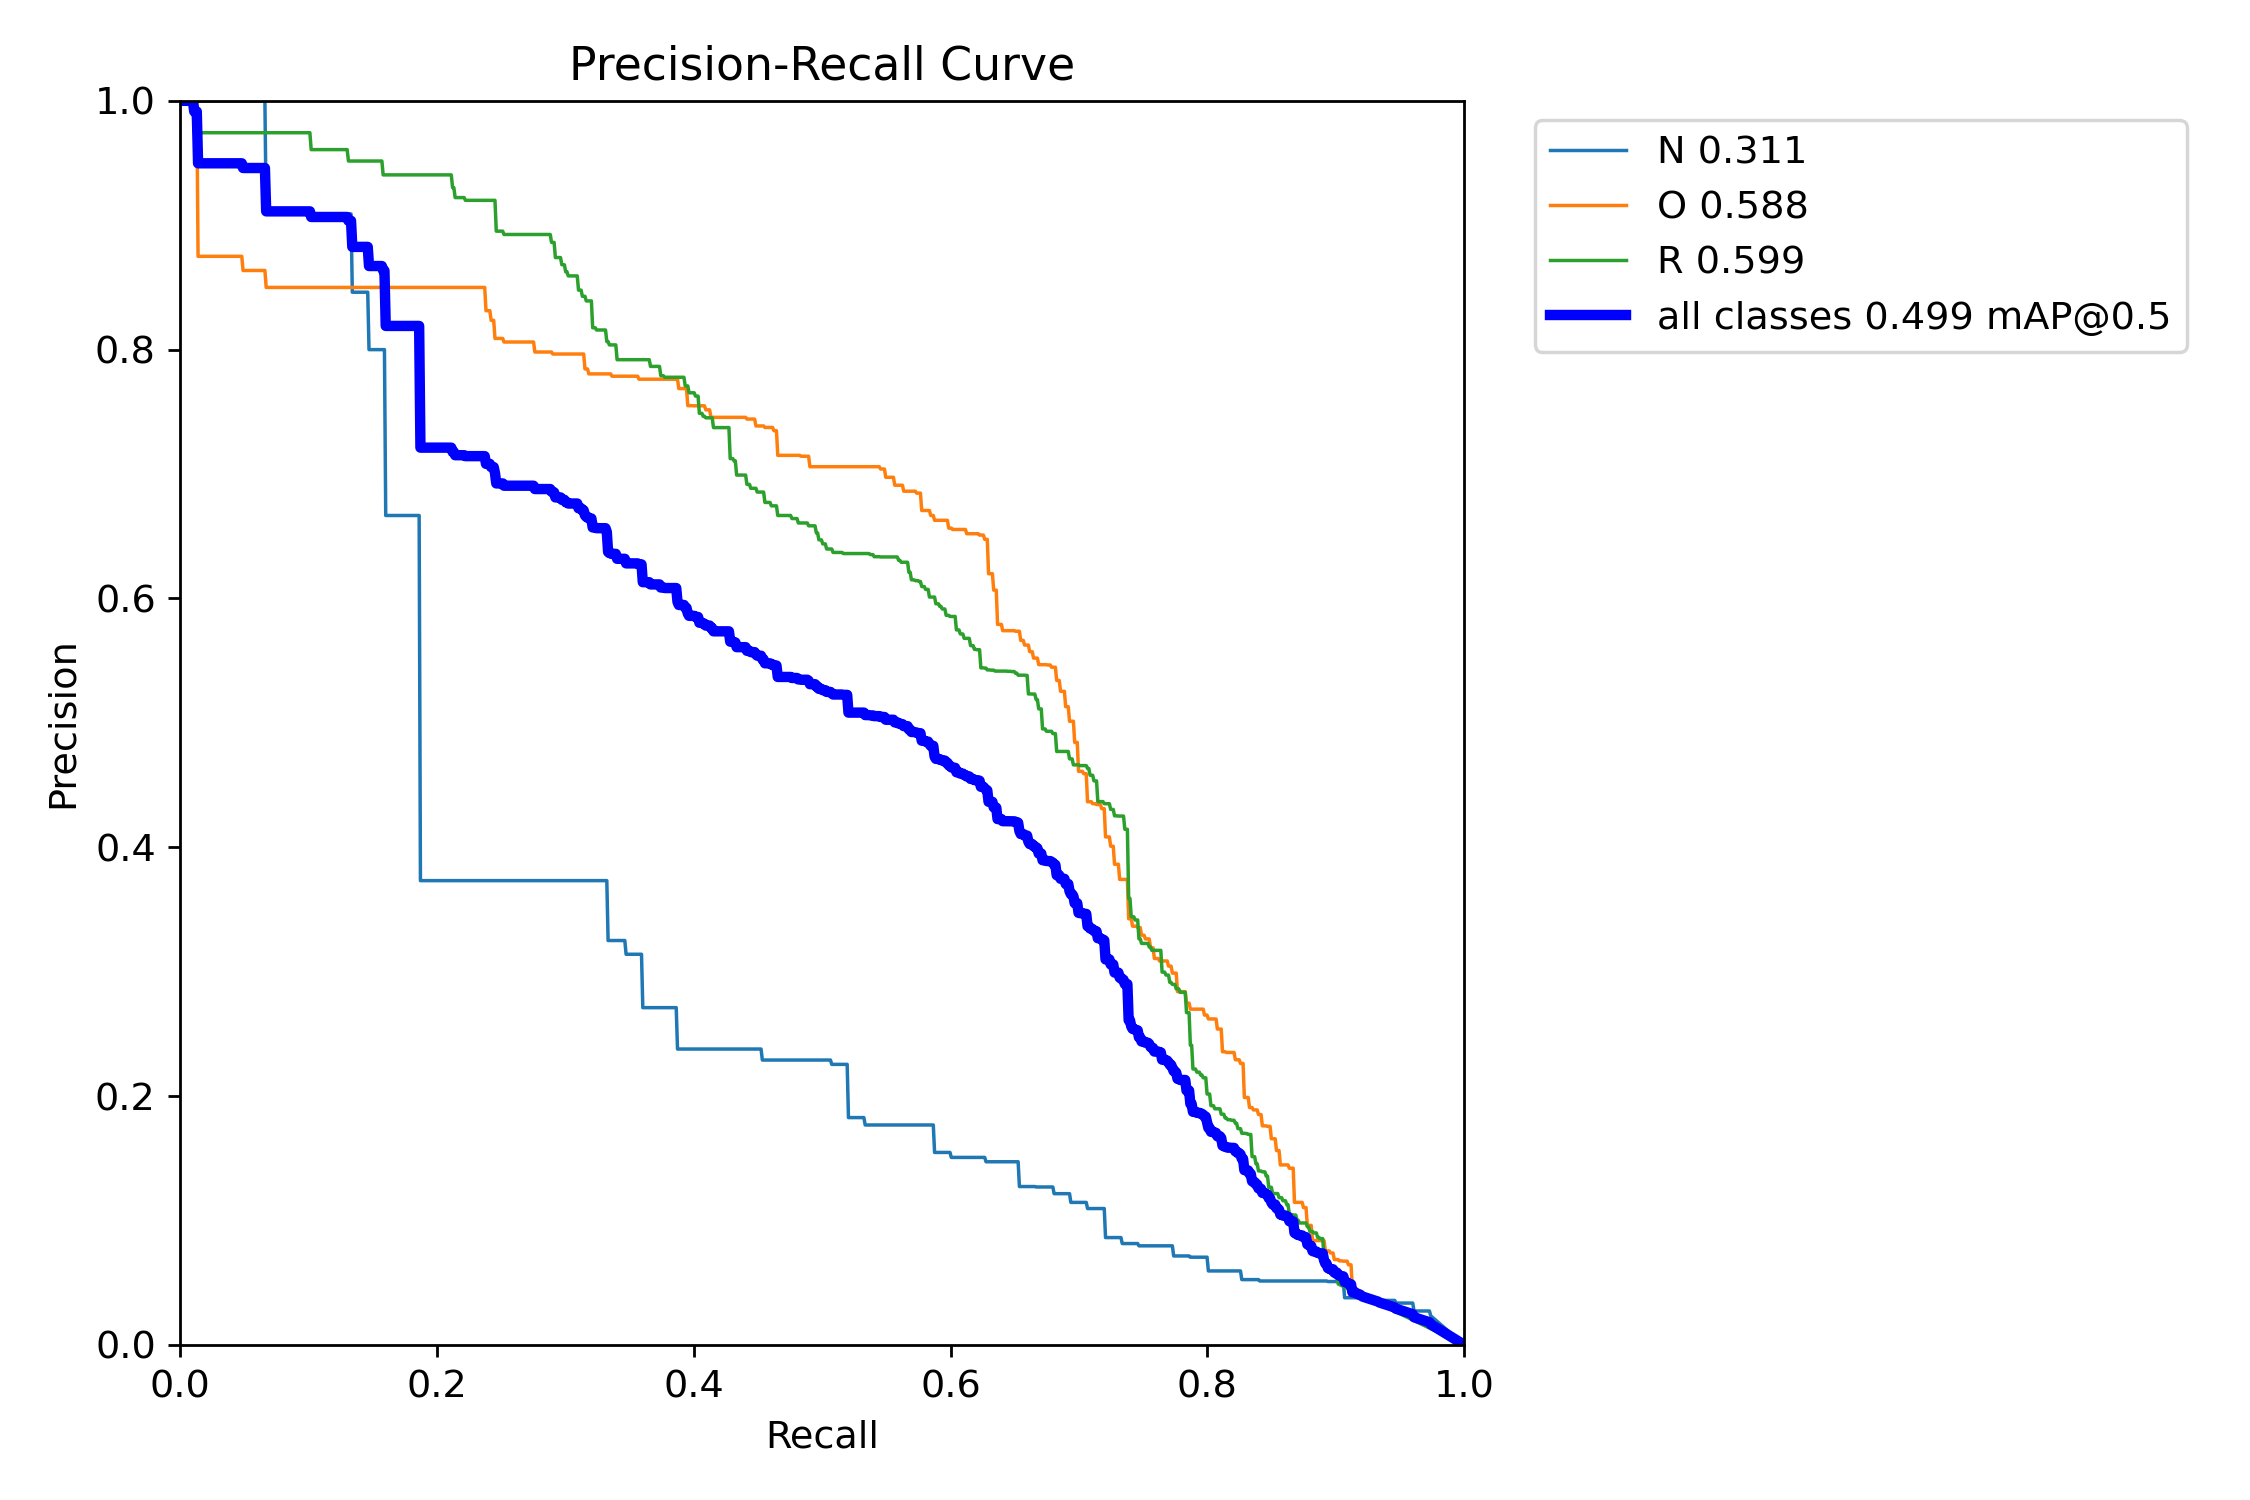 Precision-Recall Curve
N 0.311
O 0.588
R 0.599
all classes 0.499 mAP@0.5
Precision
1.0
0.8
0.6
0.4
0.2
0.0
0.0 0.2 0.4 0.6 0.8 1.0
Recall